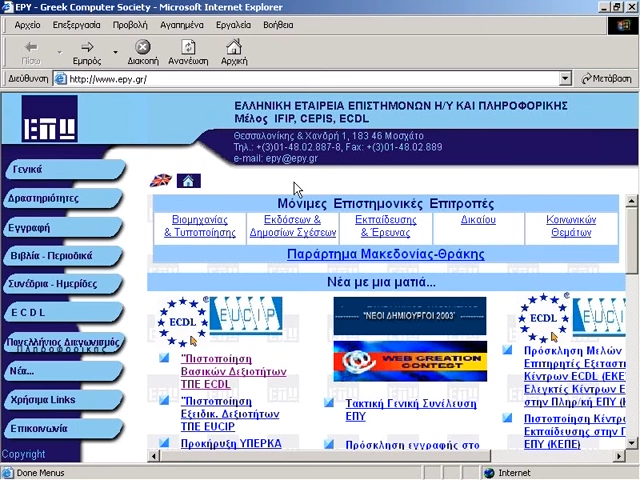 EPY - Greek Computer Society - Microsoft Internet Explorer
Αρχείο Επεξεργασία Προβολή Αγαπημένα Εργαλεία Βοήθεια
Πίσω Εμπρός Διακοπή Ανανέωση Αρχική
Διεύθυνση http://www.epy.gr/ Μετάβαση
ΕΠΥ
ΕΛΛΗΝΙΚΗ ΕΤΑΙΡΕΙΑ ΕΠΙΣΤΗΜΟΝΩΝ Η/Υ ΚΑΙ ΠΛΗΡΟΦΟΡΙΚΗΣ
Μέλος IFIP, CEPIS, ECDL
Θεσσαλονίκης & Χανδρή 1, 183 46 Μοσχάτο
Τηλ.: +(3)01-48.02.887-8, Fax: +(3)01-48.02.889
e-mail: epy@epy.gr
Γενικά
Δραστηριότητες
Εγγραφή
Βιβλία - Περιοδικά
Συνέδρια - Ημερίδες
E C D L
Πανελλήνιος Διαγωνισμός
Πληροφορικής
Νέα...
Χρήσιμα Links
Επικοινωνία
Copyright
Μόνιμες Επιστημονικές Επιτροπές
Βιομηχανίας & Τυποποίησης
Εκδόσεων & Δημοσίων Σχέσεων
Εκπαίδευσης & Έρευνας
Δικαίου
Κοινωνικών Θεμάτων
Παράρτημα Μακεδονίας-Θράκης
Νέα με μια ματιά...
ECDL EUCIP
"Πιστοποίηση
Βασικών Δεξιοτήτων
ΤΠΕ ECDL
"Πιστοποίηση
Εξειδικ. Δεξιοτήτων
ΤΠΕ EUCIP
Προκήρυξη ΥΠΕΡΚΑ
"ΝΕΟΙ ΔΗΜΙΟΥΡΓΟΙ 2003"
WEB CREATION
CONTEST
Τακτική Γενική Συνέλευση
ΕΠΥ
Πρόσκληση εγγραφής στο
ECDL
Πρόσκληση Μελών
Επιτηρητές Εξεταστι
Κέντρων ECDL (ΕΚΕ
Ελεγκτές Κέντρων Ε
στην Πληρ/κή ΕΠΥ (Κ
Πιστοποίηση Κέντρο
Εκπαίδευσης στην Π
ΕΠΥ (ΚΕΠΕ)
Done Menus Internet